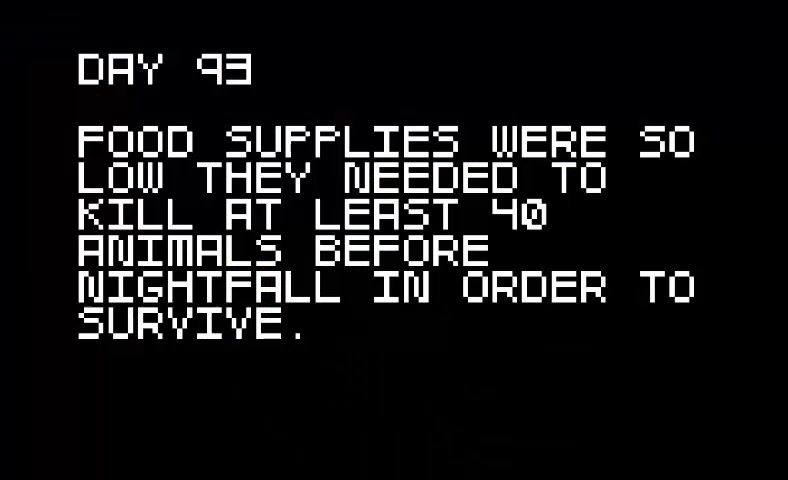 DAY 93
FOOD SUPPLIES WERE SO
LOW THEY NEEDED TO
KILL AT LEAST 40
ANIMALS BEFORE
NIGHTFALL IN ORDER TO
SURVIVE.